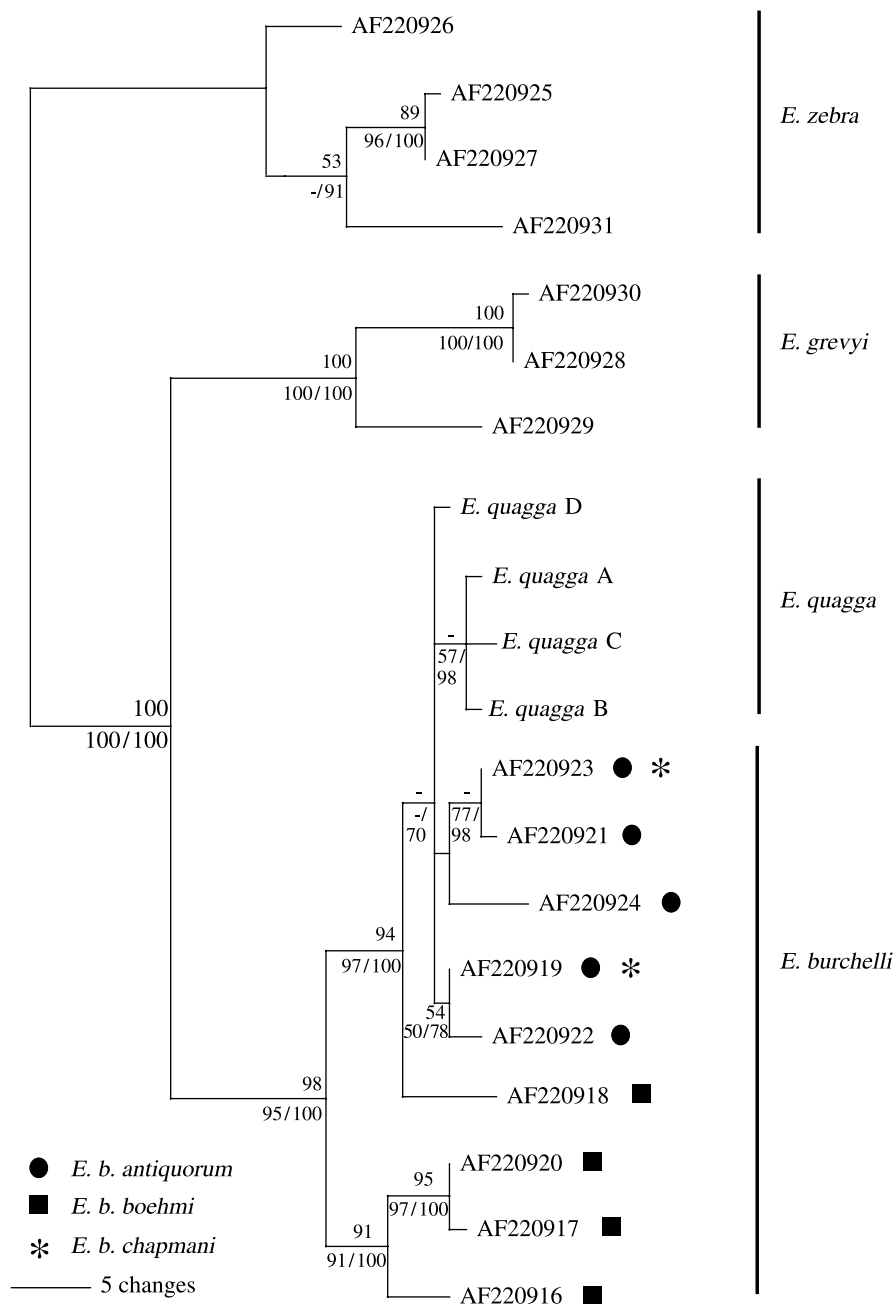 AF220926
AF220925
E. zebra
89
96/100
AF220927
53
-/91
AF220931
AF220930
100
100/100
E. grevyi
AF220928
100
100/100
AF220929
E. quagga D
E. quagga A
E. quagga
-
57/
98
E. quagga C
E. quagga B
100
100/100
AF220923 *
-
-/
70
-
77/
98
AF220921
AF220924
94
97/100
AF220919 *
E. burchelli
54
50/78
AF220922
98
95/100
AF220918
E. b. antiquorum
AF220920
95
97/100
E. b. boehmi
AF220917
* E. b. chapmani
91
91/100
5 changes
AF220916